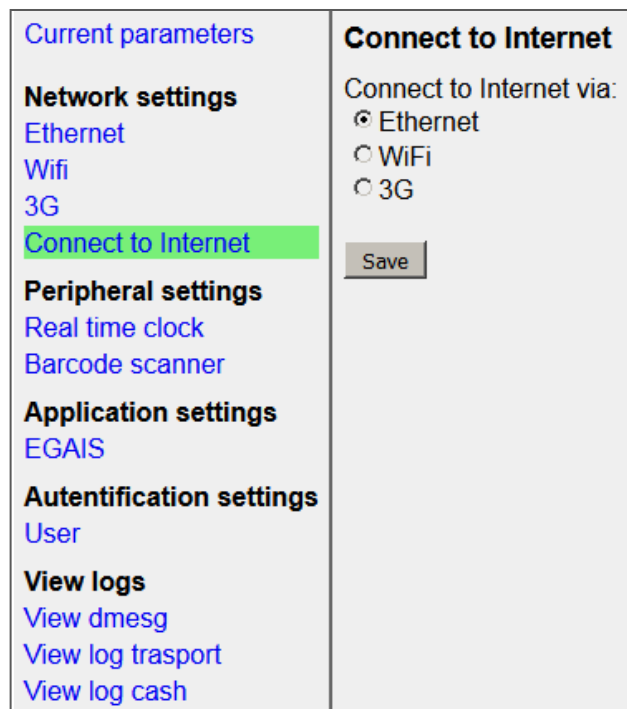 Current parameters
Network settings
Ethernet
Wifi
3G
Connect to Internet
Peripheral settings
Real time clock
Barcode scanner
Application settings
EGAIS
Autentification settings
User
View logs
View dmesg
View log trasport
View log cash
Connect to Internet
Connect to Internet via:
Ethernet
WiFi
3G
Save